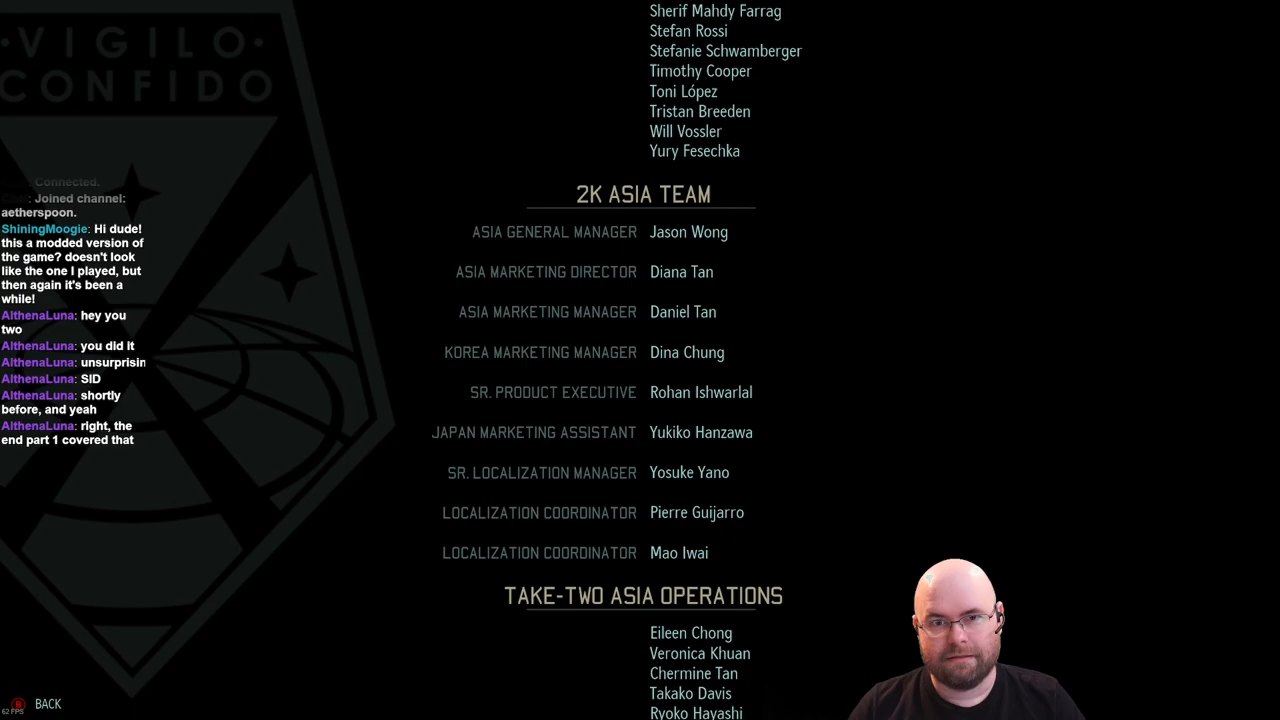 ·VIGILO·
CONFIDO
Connected.
: Joined channel:
aetherspoon.
ShiningMoogie: Hi dude!
this a modded version of
the game? doesn't look
like the one I played, but
then again it's been a
while!
AlthenaLuna: hey you
two
AlthenaLuna: you did it
AlthenaLuna: unsurprisin
AlthenaLuna: SID
AlthenaLuna: shortly
before, and yeah
AlthenaLuna: right, the
end part 1 covered that
Sherif Mahdy Farrag
Stefan Rossi
Stefanie Schwamberger
Timothy Cooper
Toni López
Tristan Breeden
Will Vossler
Yury Fesechka
2K ASIA TEAM
ASIA GENERAL MANAGER Jason Wong
ASIA MARKETING DIRECTOR Diana Tan
ASIA MARKETING MANAGER Daniel Tan
KOREA MARKETING MANAGER Dina Chung
SR. PRODUCT EXECUTIVE Rohan Ishwarlal
JAPAN MARKETING ASSISTANT Yukiko Hanzawa
SR. LOCALIZATION MANAGER Yosuke Yano
LOCALIZATION COORDINATOR Pierre Guijarro
LOCALIZATION COORDINATOR Mao Iwai
TAKE-TWO ASIA OPERATIONS
Eileen Chong
Veronica Khuan
Chermine Tan
Takako Davis
Ryoko Hayashi
B BACK
62 FPS